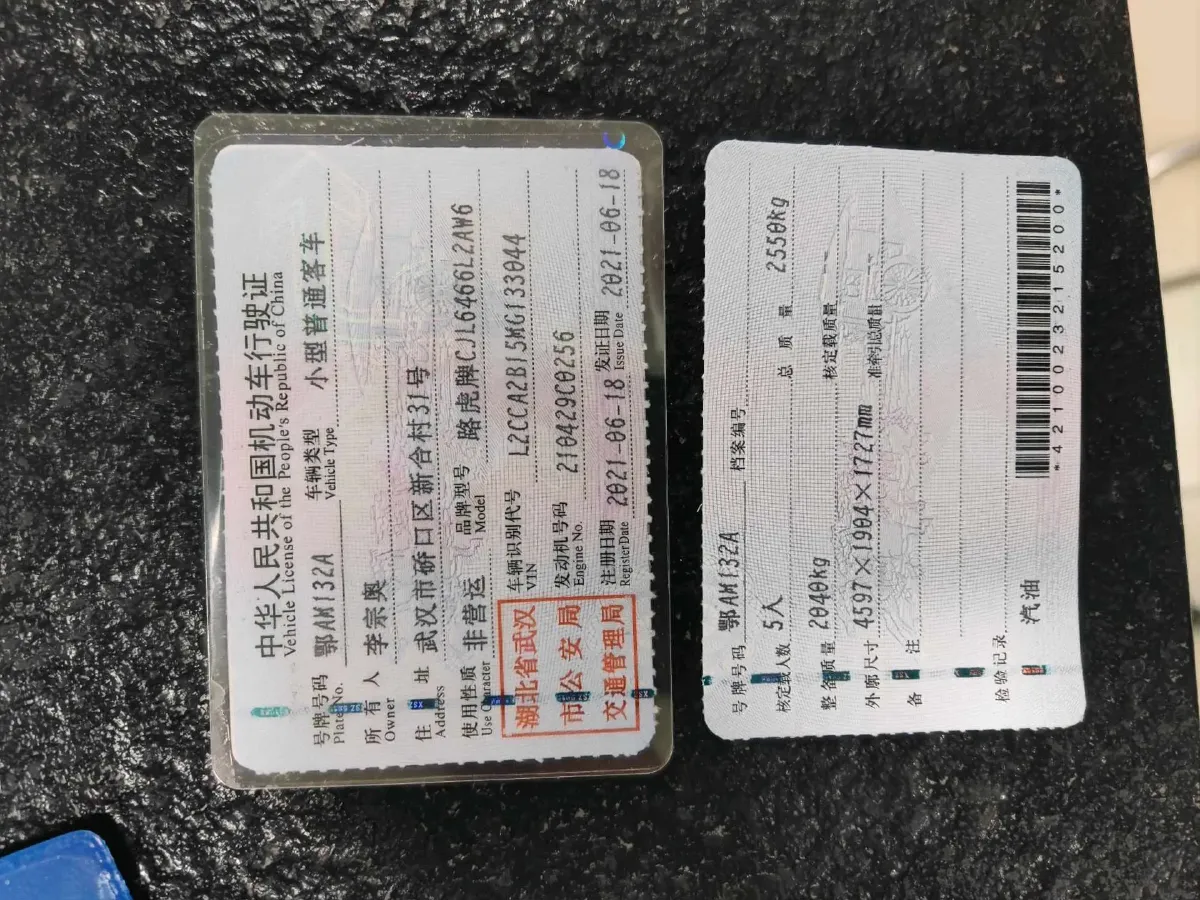 中华人民共和国机动车行驶证
Vehicle License of the People's Republic of China
号牌号码 鄂AM132A 车辆类型 小型普通客车
Plate No. Vehicle Type
所有人 李宗奥
Owner
住址 武汉市硚口区新合村31号
Address
使用性质 非营运 品牌型号 路虎牌CJL6466L2AW6
Use Character Model
湖北省武汉
市公安局
交通管理局
车辆识别代号 L2CCA2B15MG133044
VIN
发动机号码 210429C0256
Engine No.
注册日期 2021-06-18 发证日期 2021-06-18
Register Date Issue Date
号牌号码 鄂AM132A 档案编号
核定载人数 5人 总质量 2550kg
整备质量 2040kg 核定载质量
外廓尺寸 4597×1904×1727mm 准牵引总质量
备注
检验记录
汽油
*4210023215200*